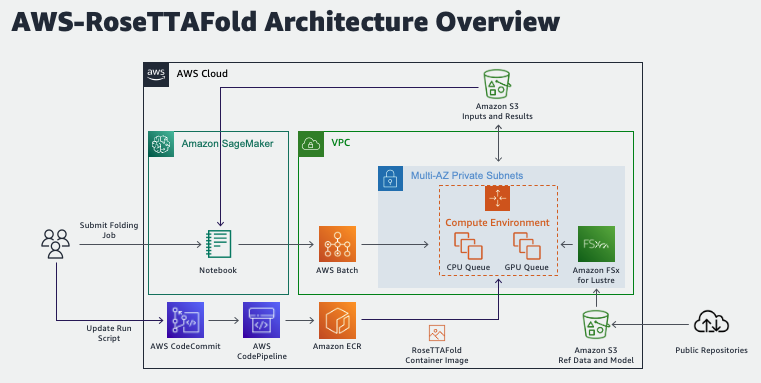 AWS-RoseTTAFold Architecture Overview
aws
AWS Cloud
Amazon S3
Inputs and Results
Amazon SageMaker
VPC
Multi-AZ Private Subnets
Compute Environment
Submit Folding
Job
Notebook
AWS Batch
CPU Queue
GPU Queue
FSx
Amazon FSx
for Lustre
Update Run
Script
AWS CodeCommit
AWS
CodePipeline
Amazon ECR
RoseTTAFold
Container Image
Amazon S3
Ref Data and Model
Public Repositories